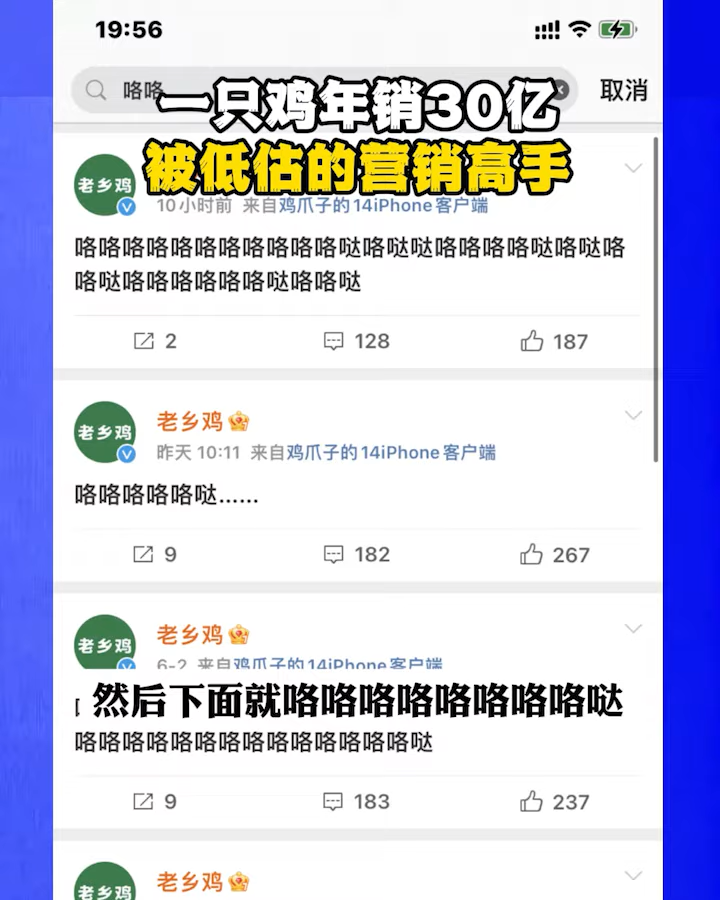 19:56
咯咯
取消
一只鸡年销30亿
被低估的营销高手
老乡鸡
10小时前 来自鸡爪子的14iPhone客户端
咯咯咯咯咯咯咯咯咯咯咯哒咯哒哒咯咯咯咯哒咯哒咯
咯哒咯咯咯咯咯咯哒咯咯哒
2 128 187
老乡鸡
老乡鸡
昨天 10:11 来自鸡爪子的14iPhone客户端
咯咯咯咯咯哒……
9 182 267
老乡鸡
老乡鸡
6-2 来自鸡爪子的14iPhone客户端
然后下面就咯咯咯咯咯咯咯咯哒
咯咯咯咯咯咯咯咯咯咯咯咯咯咯哒
9 183 237
老乡鸡
老乡鸡